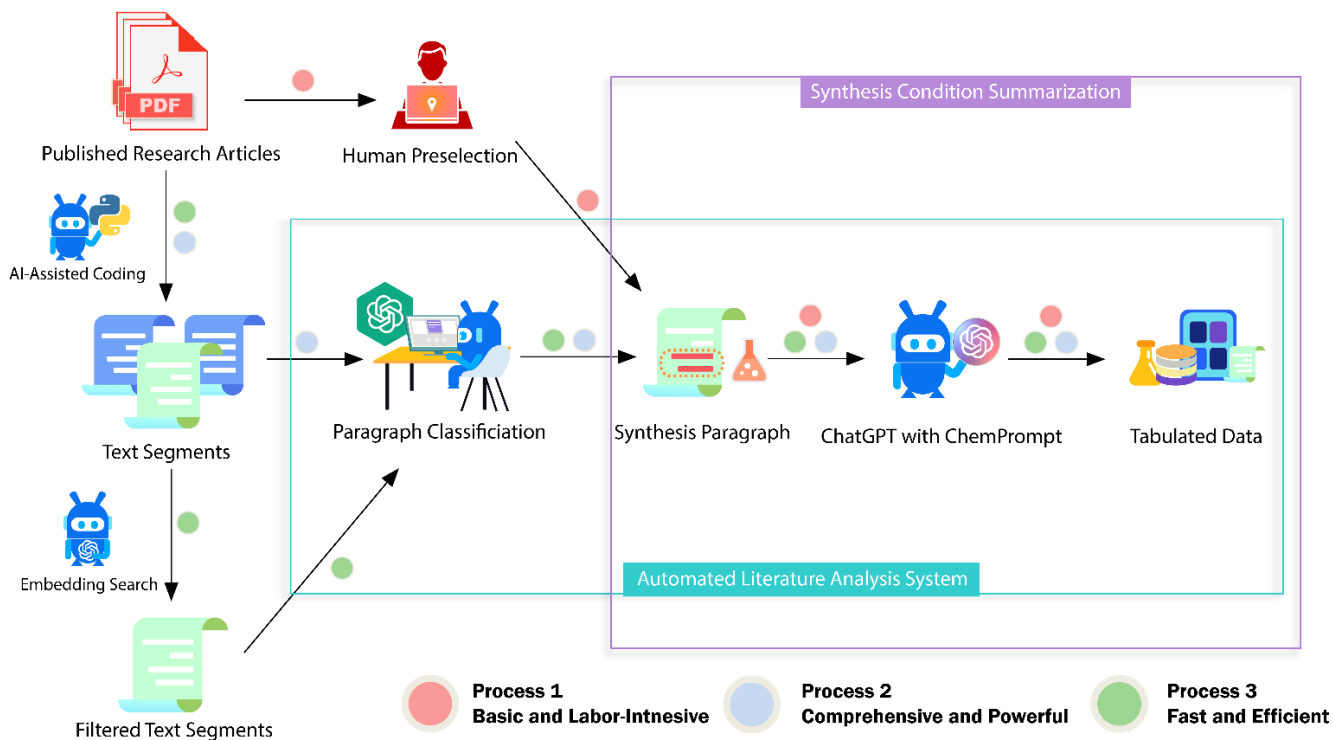 PDF
Published Research Articles
Human Preselection
Synthesis Condition Summarization
AI-Assisted Coding
Text Segments
Paragraph Classificiation
Synthesis Paragraph
ChatGPT with ChemPrompt
Tabulated Data
Embedding Search
Automated Literature Analysis System
Filtered Text Segments
Process 1
Basic and Labor-Intnesive
Process 2
Comprehensive and Powerful
Process 3
Fast and Efficient